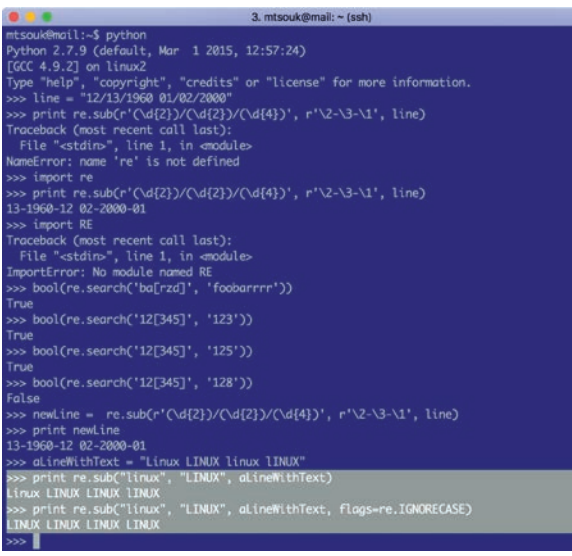 3. mtsouk@mail: ~ (ssh)
mtsouk@mail:~$ python
Python 2.7.9 (default, Mar  1 2015, 12:57:24)
[GCC 4.9.2] on linux2
Type "help", "copyright", "credits" or "license" for more information.
>>> line = "12/13/1960 01/02/2000"
>>> print re.sub(r'(\d{2})/(\d{2})/(\d{4})', r'\2-\3-\1', line)
Traceback (most recent call last):
  File "<stdin>", line 1, in <module>
NameError: name 're' is not defined
>>> import re
>>> print re.sub(r'(\d{2})/(\d{2})/(\d{4})', r'\2-\3-\1', line)
13-1960-12 02-2000-01
>>> import RE
Traceback (most recent call last):
  File "<stdin>", line 1, in <module>
ImportError: No module named RE
>>> bool(re.search('ba[rzd]', 'foobarrrr'))
True
>>> bool(re.search('12[345]', '123'))
True
>>> bool(re.search('12[345]', '125'))
True
>>> bool(re.search('12[345]', '128'))
False
>>> newLine =  re.sub(r'(\d{2})/(\d{2})/(\d{4})', r'\2-\3-\1', line)
>>> print newLine
13-1960-12 02-2000-01
>>> aLineWithText = "Linux LINUX linux lINUX"
>>> print re.sub("linux", "LINUX", aLineWithText)
Linux LINUX LINUX lINUX
>>> print re.sub("linux", "LINUX", aLineWithText, flags=re.IGNORECASE)
LINUX LINUX LINUX LINUX
>>>